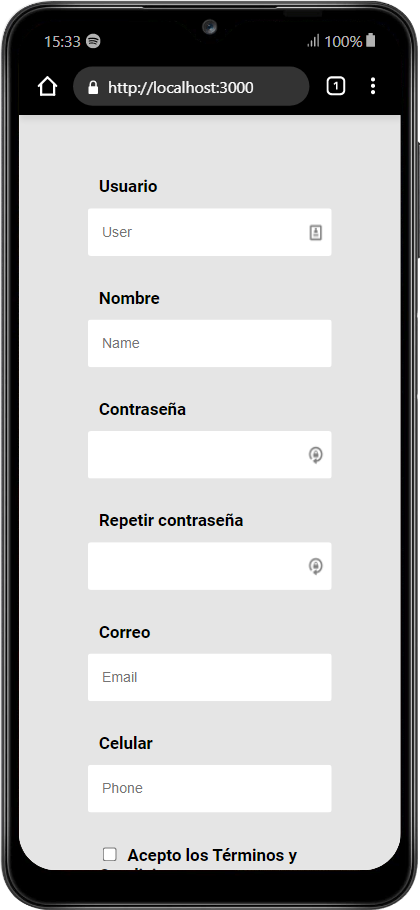 15:33 100%
http://localhost:3000 1
Usuario
User
Nombre
Name
Contraseña
Repetir contraseña
Correo
Email
Celular
Phone
Acepto los Términos y